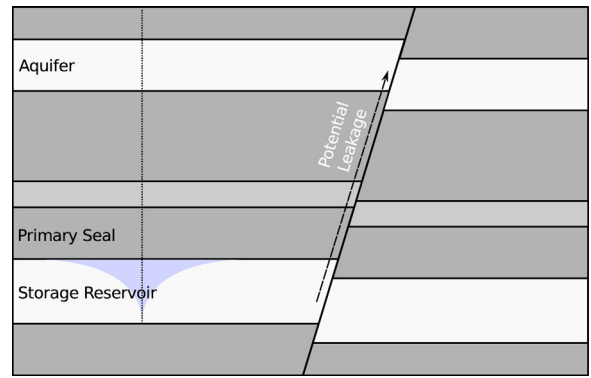 Aquifer
Potential
Leakage
Primary Seal
Storage Reservoir